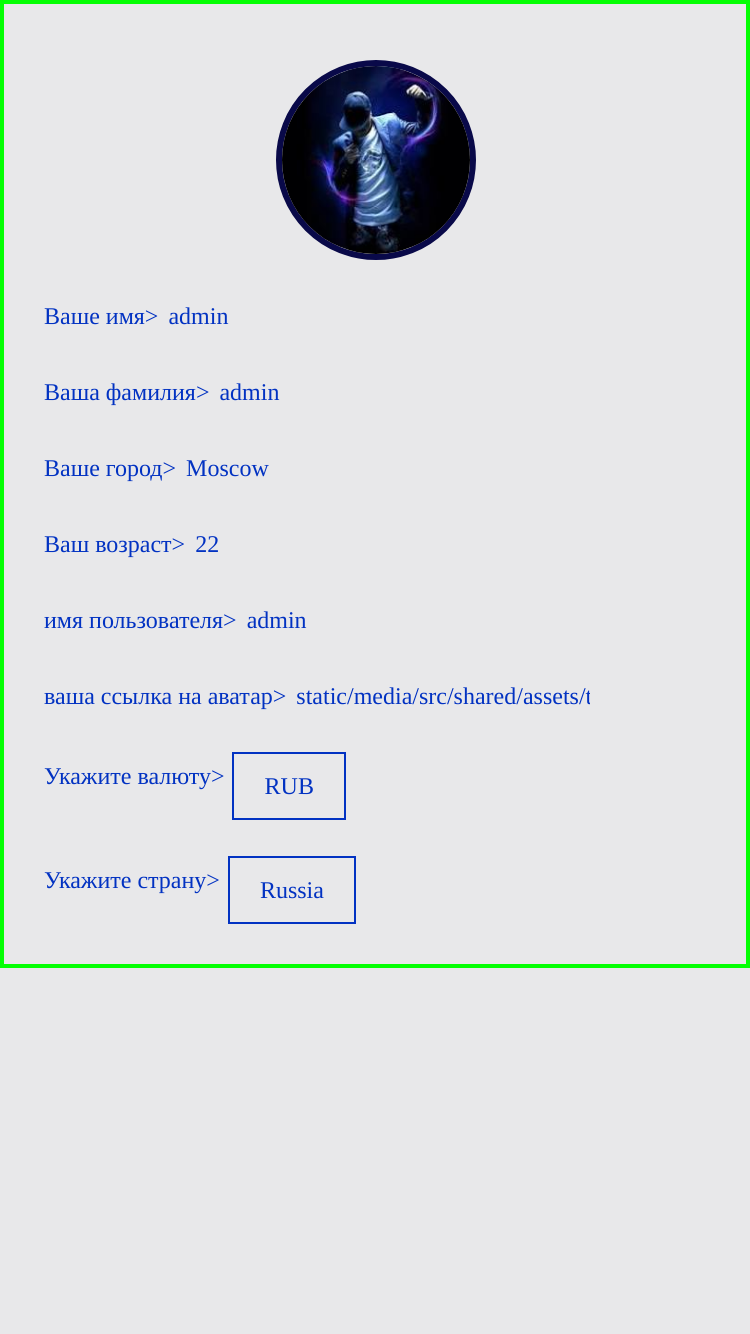 Ваше имя> admin
Ваша фамилия> admin
Ваше город> Moscow
Ваш возраст> 22
имя пользователя> admin
ваша ссылка на аватар> static/media/src/shared/assets/t
Укажите валюту> RUB
Укажите страну> Russia